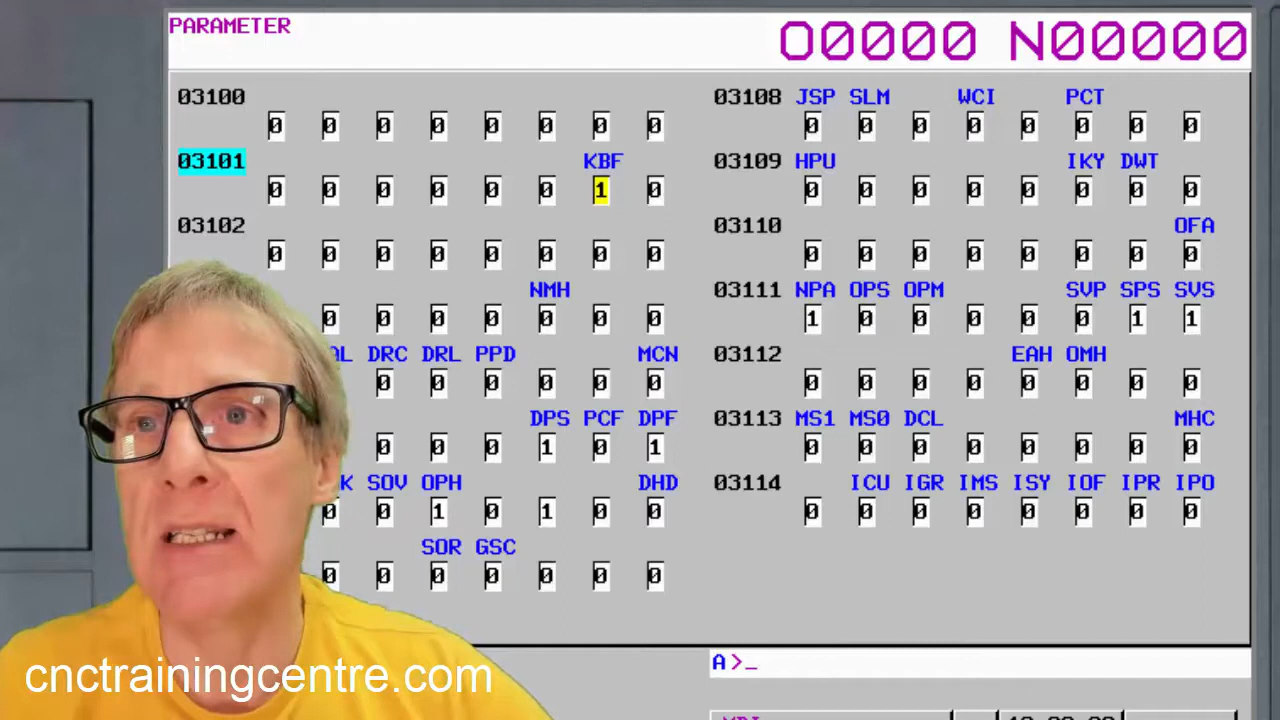 PARAMETER
O0000 N00000
03100
0 0 0 0 0 0 0 0
03101 KBF
0 0 0 0 0 0 1 0
03102
0 0 0 0 0 0 0 0
NMH
0 0 0 0 0 0 0
DRC DRL PPD MCN
0 0 0 0 0 0
DPS PCF DPF
0 0 0 1 0 1
SOV OPH DHD
0 0 1 0 1 0 0
SOR GSC
0 0 0 0 0 0 0
03108 JSP SLM WCI PCT
0 0 0 0 0 0 0 0
03109 HPU IKY DWT
0 0 0 0 0 0 0 0
03110 OFA
0 0 0 0 0 0 0 0
03111 NPA OPS OPM SVP SPS SVS
1 0 0 0 0 0 1 1
03112 EAH OMH
0 0 0 0 0 0 0 0
03113 MS1 MS0 DCL MHC
0 0 0 0 0 0 0 0
03114 ICU IGR IMS ISY IOF IPR IPO
0 0 0 0 0 0 0 0
A>_
cnctrainingcentre.com